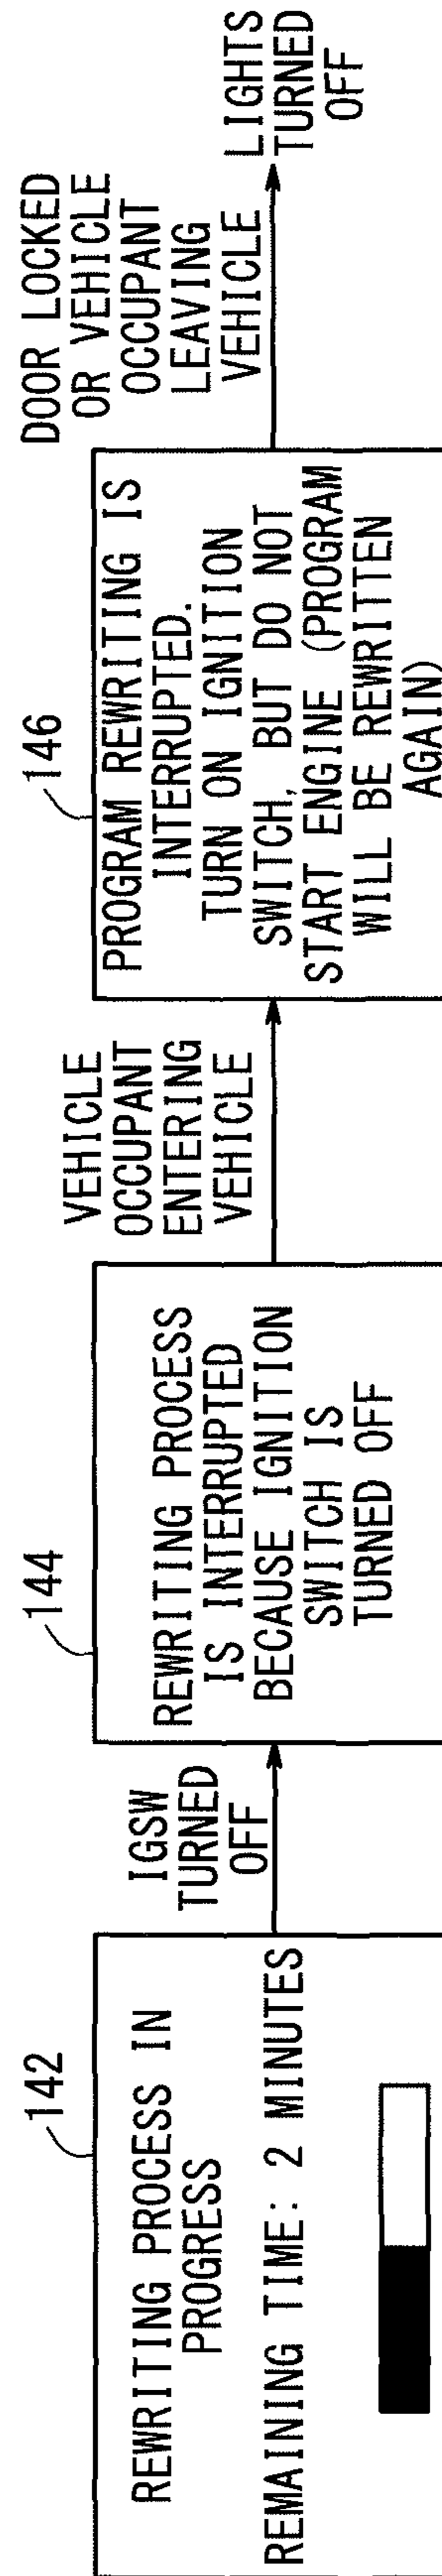 142
REWRITING PROCESS IN
PROGRESS
REMAINING TIME: 2 MINUTES
IGSW
TURNED
OFF
144
REWRITING PROCESS
IS INTERRUPTED
BECAUSE IGNITION
SWITCH IS
TURNED OFF
VEHICLE
OCCUPANT
ENTERING
VEHICLE
146
PROGRAM REWRITING IS
INTERRUPTED.
TURN ON IGNITION
SWITCH, BUT DO NOT
START ENGINE (PROGRAM
WILL BE REWRITTEN
AGAIN)
DOOR LOCKED
OR VEHICLE
OCCUPANT
LEAVING
VEHICLE
LIGHTS
TURNED
OFF